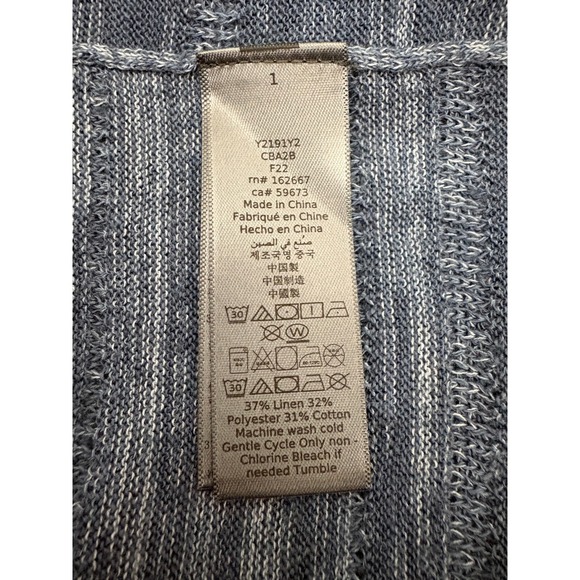 1
Y2191Y2
CBA2B
F22
rn# 162667
ca# 59673
Made in China
Fabriqué en Chine
Hecho en China
صنع في الصين
제조국명 중국
中国製
中国制造
中國製
30
W
30
37% Linen 32%
Polyester 31% Cotton
Machine wash cold
Gentle Cycle Only non -
Chlorine Bleach if
needed Tumble